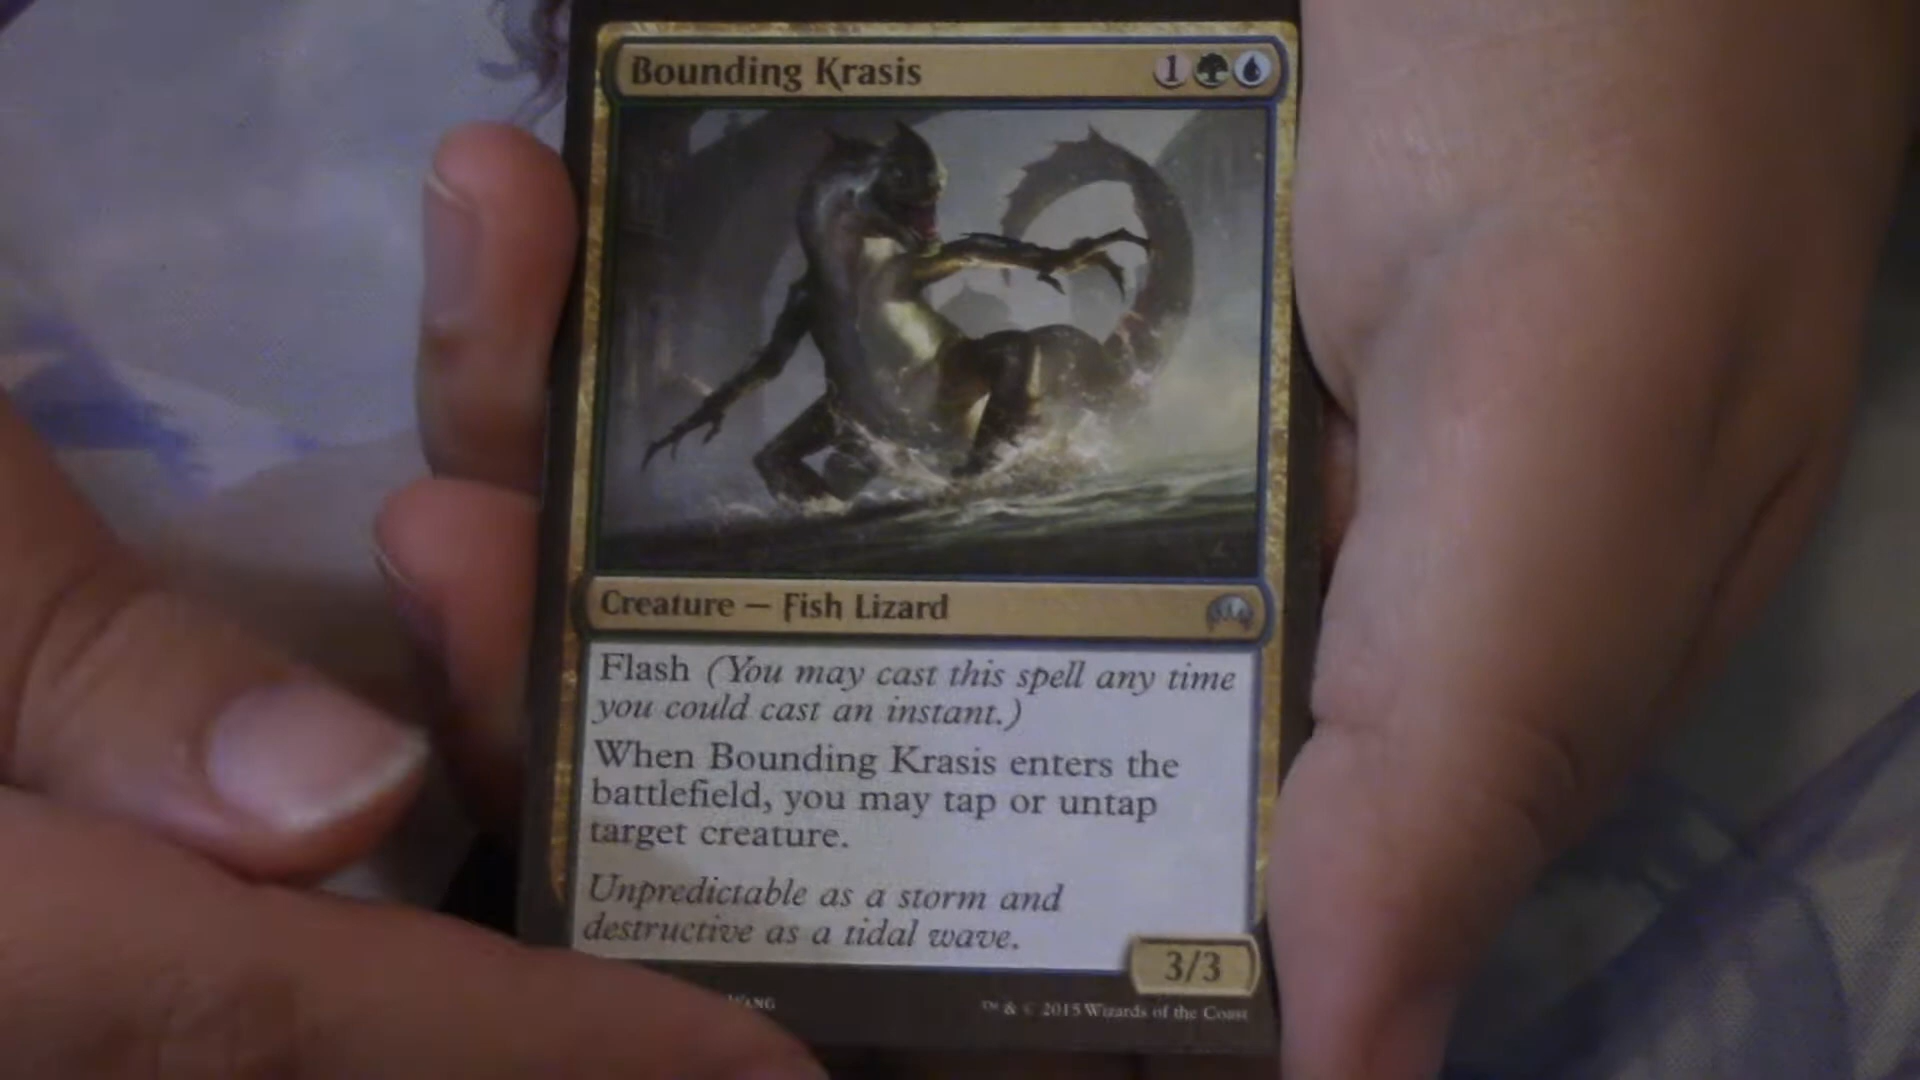 Bounding Krasis 1
Creature — Fish Lizard
Flash (You may cast this spell any time
you could cast an instant.)
When Bounding Krasis enters the
battlefield, you may tap or untap
target creature.
Unpredictable as a storm and
destructive as a tidal wave.
3/3
WANG
™ & © 2015 Wizards of the Coast